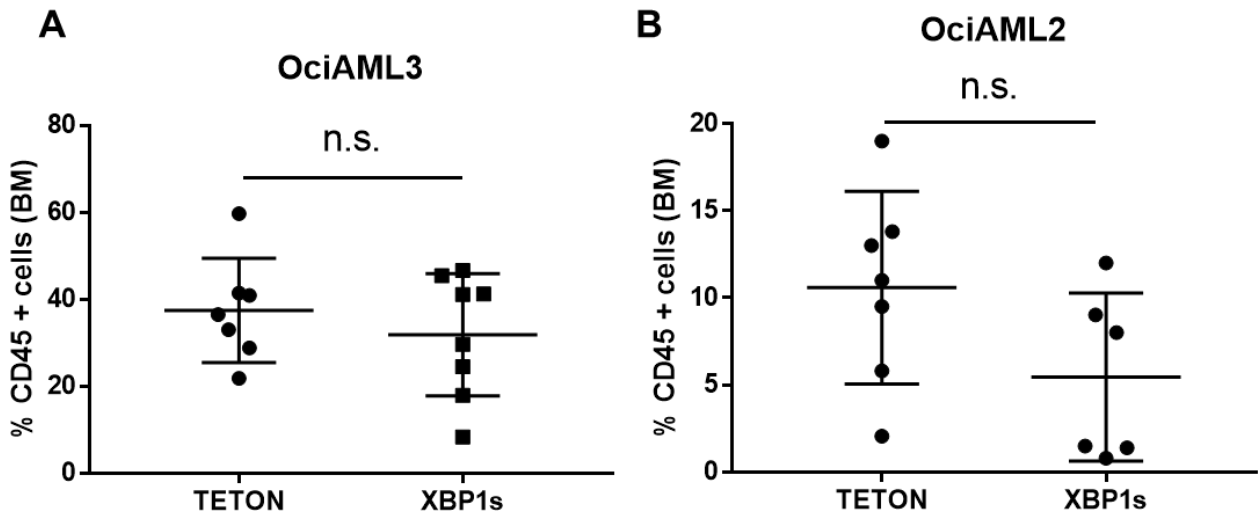 A
OciAML3
n.s.
% CD45 + cells (BM)
80
60
40
20
0
TETON XBP1s
B
OciAML2
n.s.
% CD45 + cells (BM)
20
15
10
5
0
TETON XBP1s